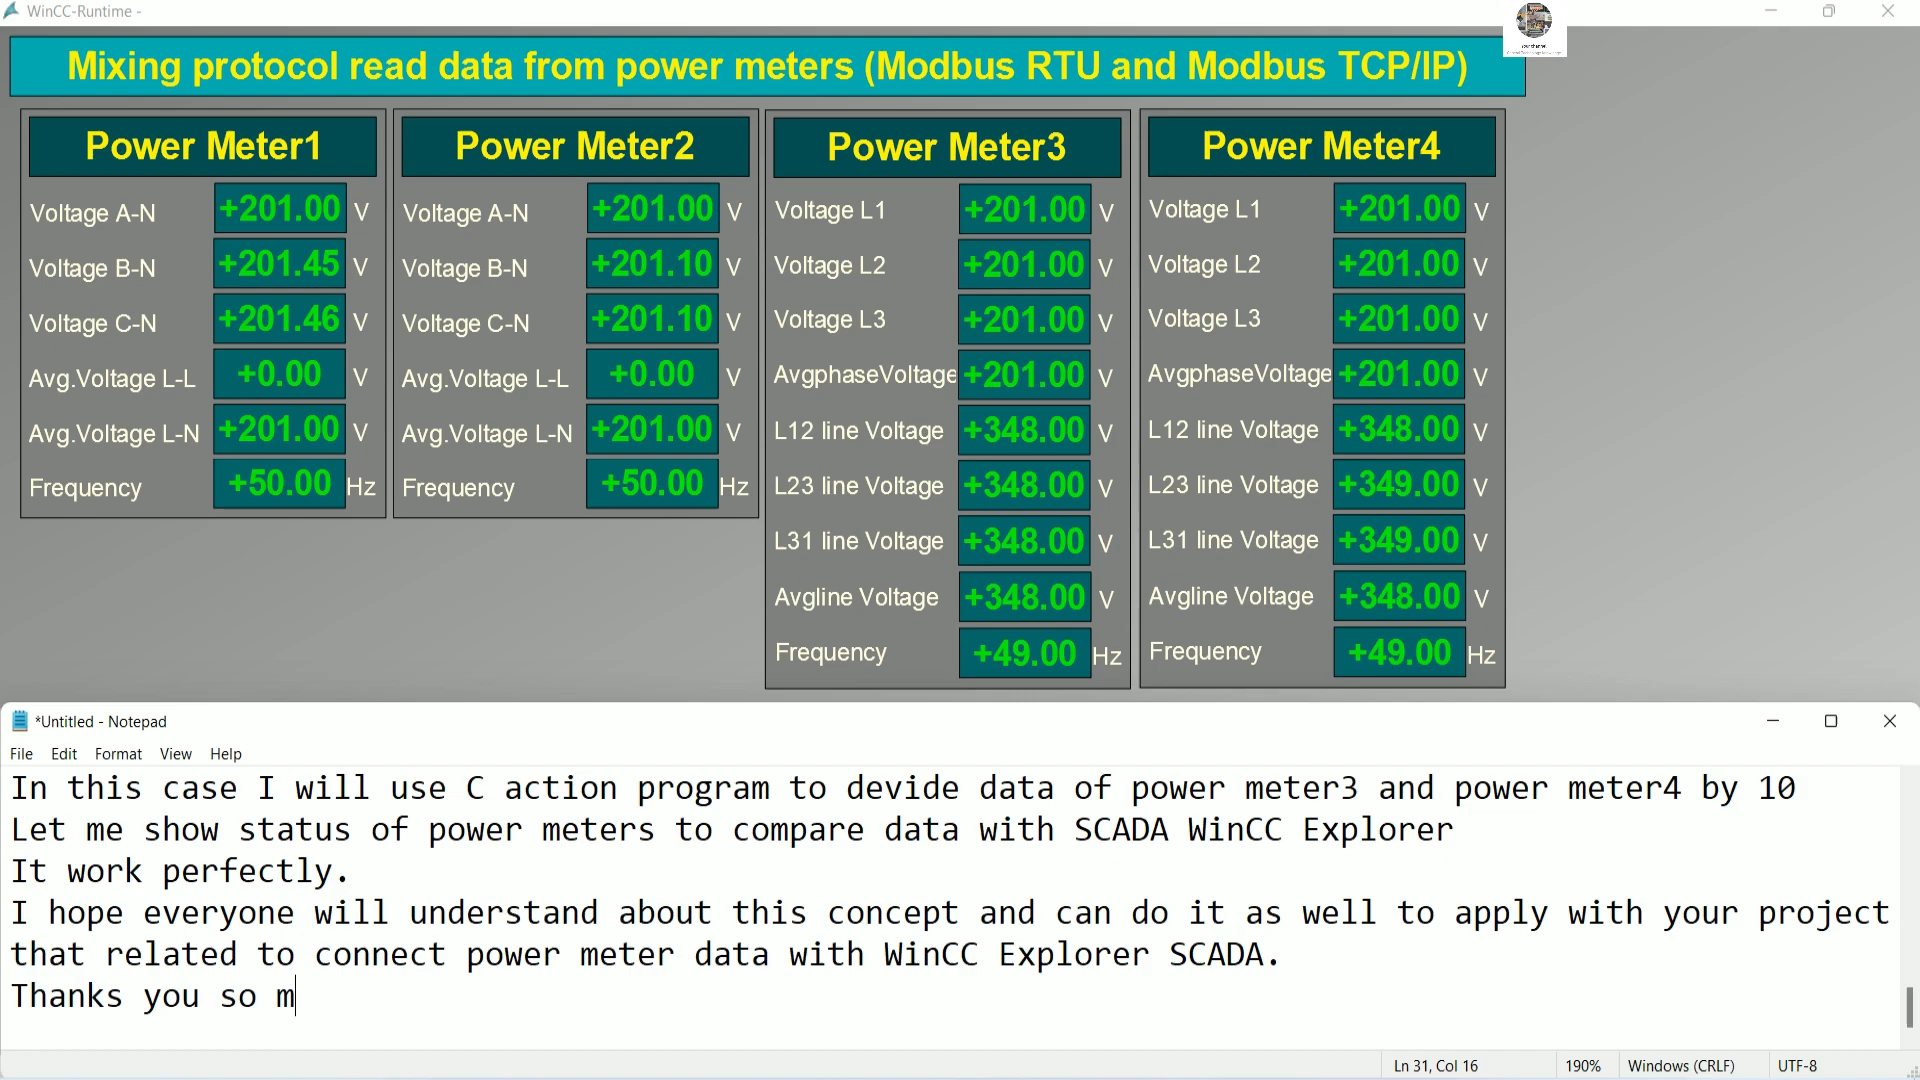 WinCC-Runtime -
Your channel
Mixing protocol read data from power meters (Modbus RTU and Modbus TCP/IP)
Power Meter1
Voltage A-N +201.00 V
Voltage B-N +201.45 V
Voltage C-N +201.46 V
Avg.Voltage L-L +0.00 V
Avg.Voltage L-N +201.00 V
Frequency +50.00 Hz
Power Meter2
Voltage A-N +201.00 V
Voltage B-N +201.10 V
Voltage C-N +201.10 V
Avg.Voltage L-L +0.00 V
Avg.Voltage L-N +201.00 V
Frequency +50.00 Hz
Power Meter3
Voltage L1 +201.00 V
Voltage L2 +201.00 V
Voltage L3 +201.00 V
AvgphaseVoltage +201.00 V
L12 line Voltage +348.00 V
L23 line Voltage +348.00 V
L31 line Voltage +348.00 V
Avgline Voltage +348.00 V
Frequency +49.00 Hz
Power Meter4
Voltage L1 +201.00 V
Voltage L2 +201.00 V
Voltage L3 +201.00 V
AvgphaseVoltage +201.00 V
L12 line Voltage +348.00 V
L23 line Voltage +349.00 V
L31 line Voltage +349.00 V
Avgline Voltage +348.00 V
Frequency +49.00 Hz
*Untitled - Notepad
File Edit Format View Help
In this case I will use C action program to devide data of power meter3 and power meter4 by 10
Let me show status of power meters to compare data with SCADA WinCC Explorer
It work perfectly.
I hope everyone will understand about this concept and can do it as well to apply with your project
that related to connect power meter data with WinCC Explorer SCADA.
Thanks you so m
Ln 31, Col 16 190% Windows (CRLF) UTF-8